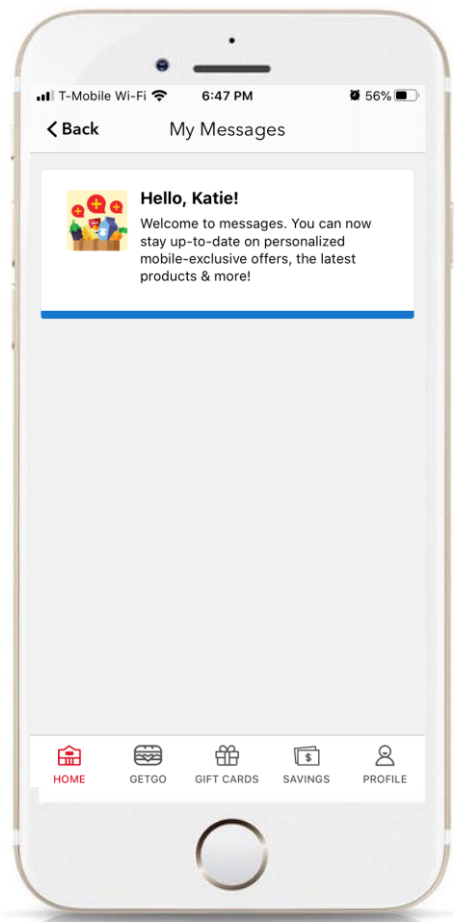 T-Mobile Wi-Fi 6:47 PM 56%
Back My Messages
Hello, Katie!
Welcome to messages. You can now
stay up-to-date on personalized
mobile-exclusive offers, the latest
products & more!
$
HOME GETGO GIFT CARDS SAVINGS PROFILE